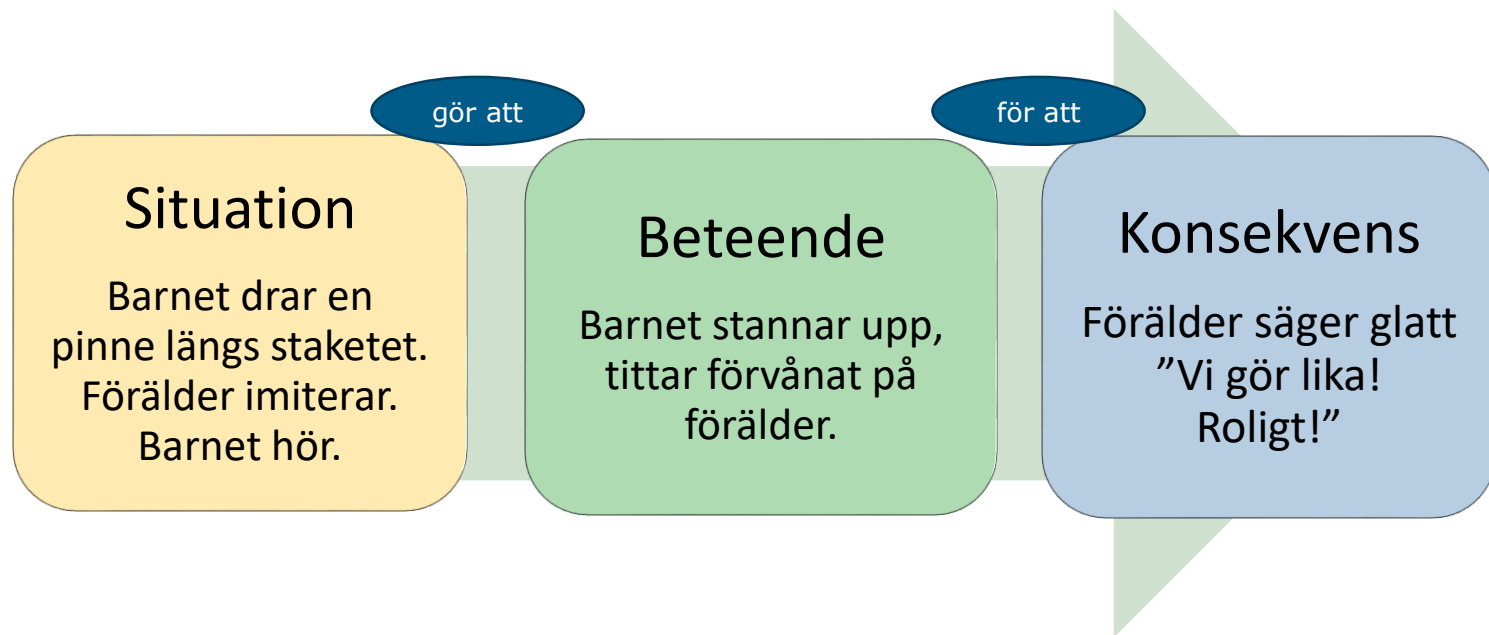 gör att
för att
Situation
Barnet drar en
pinne längs staketet.
Förälder imiterar.
Barnet hör.
Beteende
Barnet stannar upp,
tittar förvånat på
förälder.
Konsekvens
Förälder säger glatt
”Vi gör lika!
Roligt!”